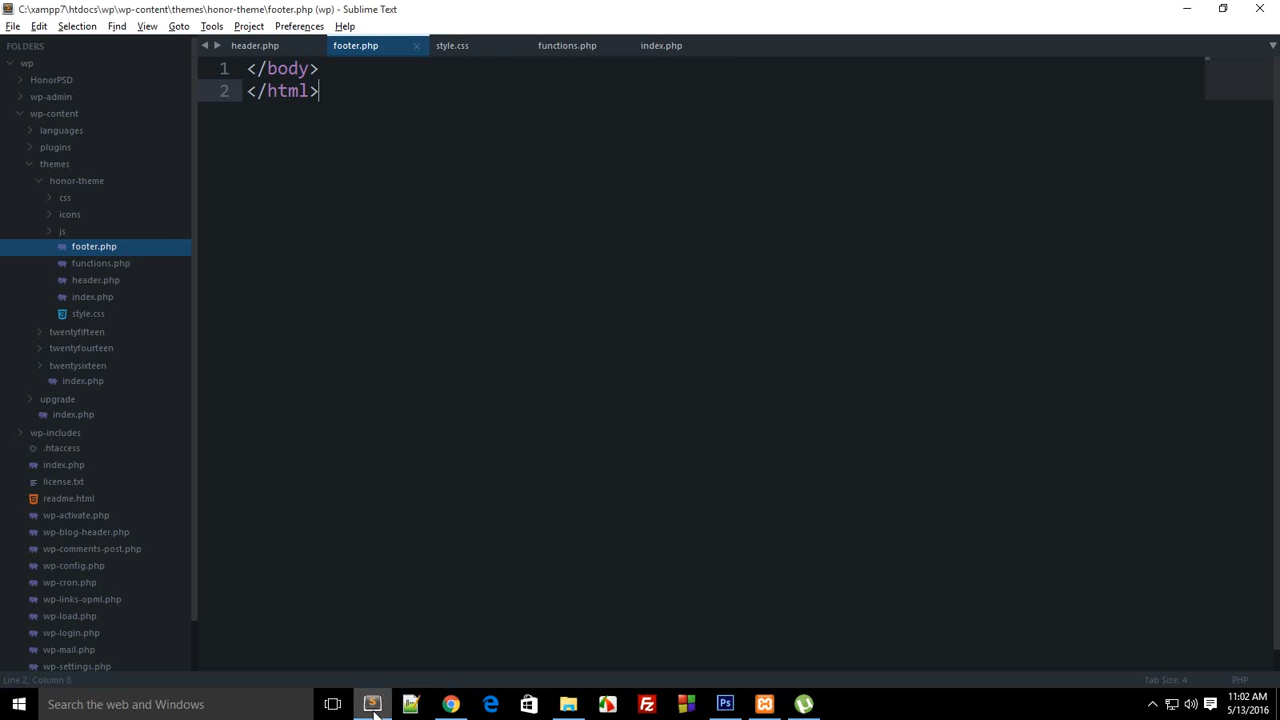 C:\xampp7\htdocs\wp\wp-content\themes\honor-theme\footer.php (wp) - Sublime Text
File Edit Selection Find View Goto Tools Project Preferences Help
FOLDERS
header.php footer.php style.css functions.php index.php
wp
HonorPSD
wp-admin
wp-content
languages
plugins
themes
honor-theme
css
icons
js
footer.php
functions.php
header.php
index.php
style.css
twentyfifteen
twentyfourteen
twentysixteen
index.php
upgrade
index.php
wp-includes
.htaccess
index.php
license.txt
readme.html
wp-activate.php
wp-blog-header.php
wp-comments-post.php
wp-config.php
wp-cron.php
wp-links-opml.php
wp-load.php
wp-login.php
wp-mail.php
wp-settings.php
1 </body>
2 </html>
Line 2, Column 8 Tab Size: 4 PHP
Search the web and Windows
Ps
11:02 AM
5/13/2016